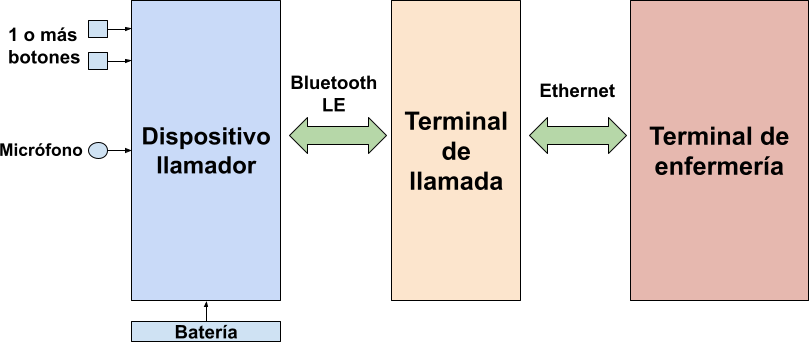 1 o más
botones
Micrófono
Dispositivo
llamador
Batería
Bluetooth
LE
Terminal
de
llamada
Ethernet
Terminal de
enfermería